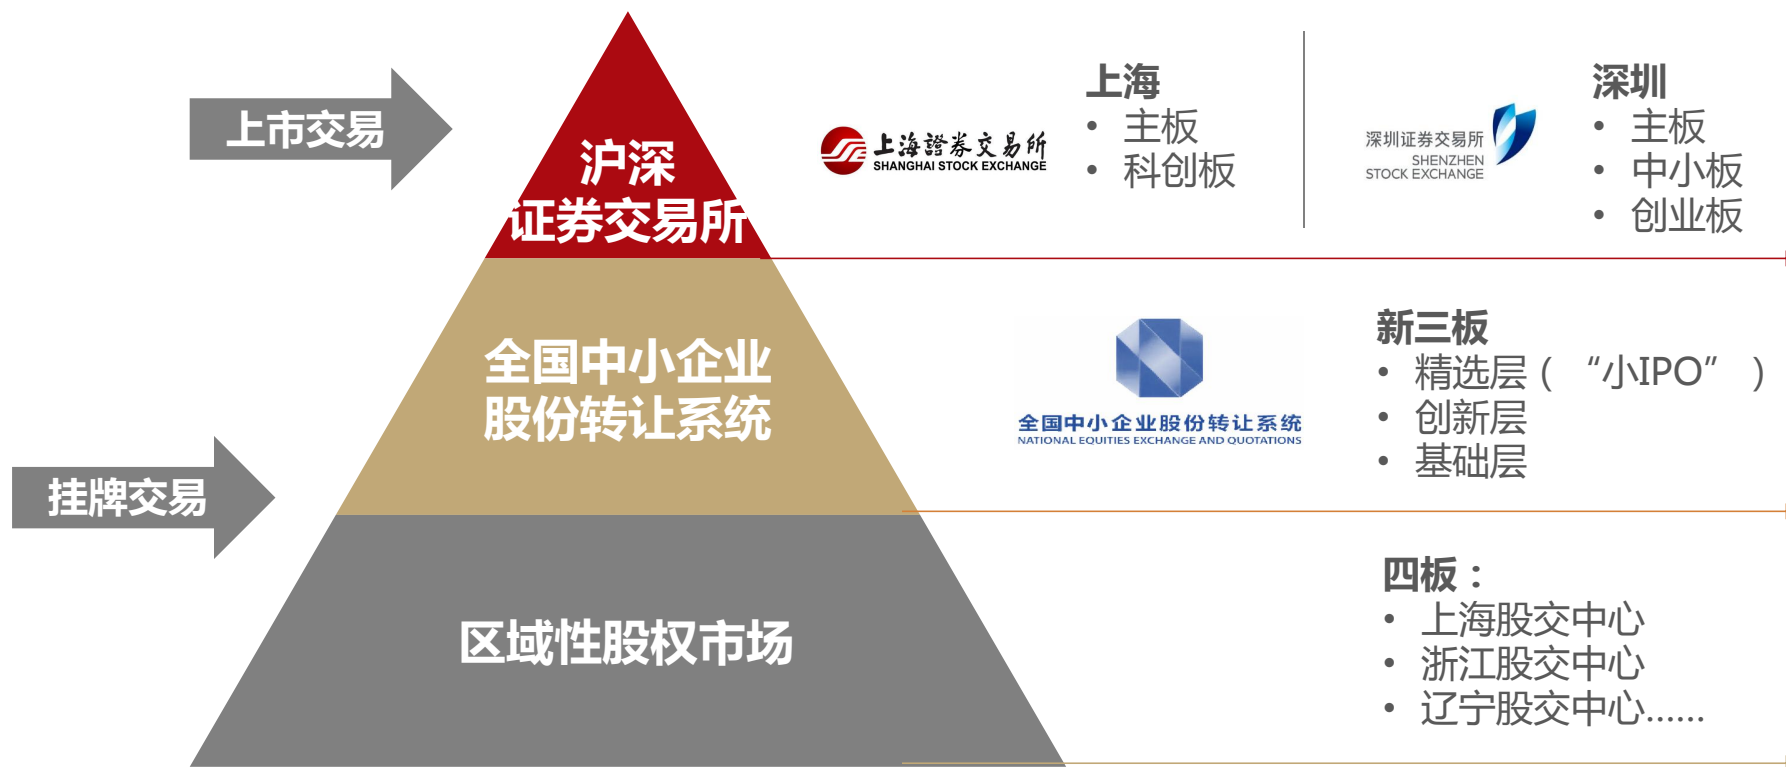 上市交易
沪深
证券交易所
上海證券交易所
SHANGHAI STOCK EXCHANGE
上海
• 主板
• 科创板
深圳证券交易所
SHENZHEN
STOCK EXCHANGE
深圳
• 主板
• 中小板
• 创业板
挂牌交易
全国中小企业
股份转让系统
全国中小企业股份转让系统
NATIONAL EQUITIES EXCHANGE AND QUOTATIONS
新三板
• 精选层（ “小IPO” ）
• 创新层
• 基础层
区域性股权市场
四板：
• 上海股交中心
• 浙江股交中心
• 辽宁股交中心......